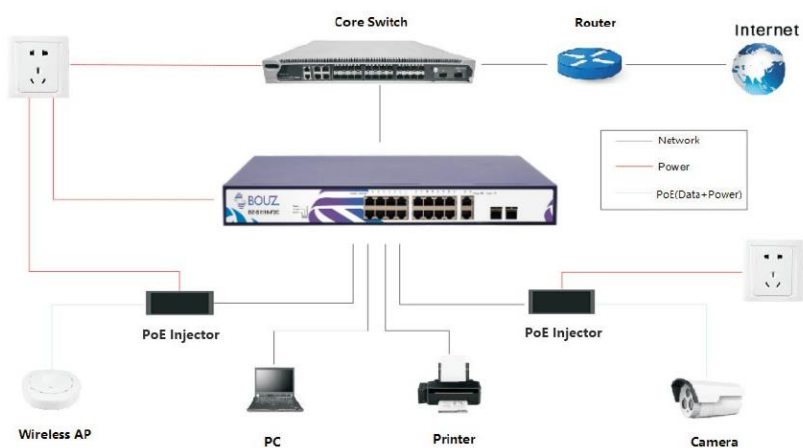 Core Switch
Router
Internet
Network
Power
PoE(Data+Power)
BOUZ
PoE Injector
PoE Injector
Wireless AP
PC
Printer
Camera